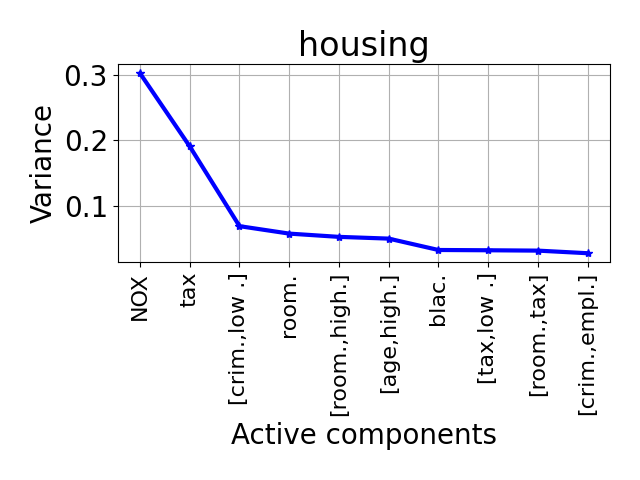 housing
Variance
0.3
0.2
0.1
NOX
tax
[crim.,low .]
room.
[room.,high.]
[age,high.]
blac.
[tax,low .]
[room.,tax]
[crim.,empl.]
Active components